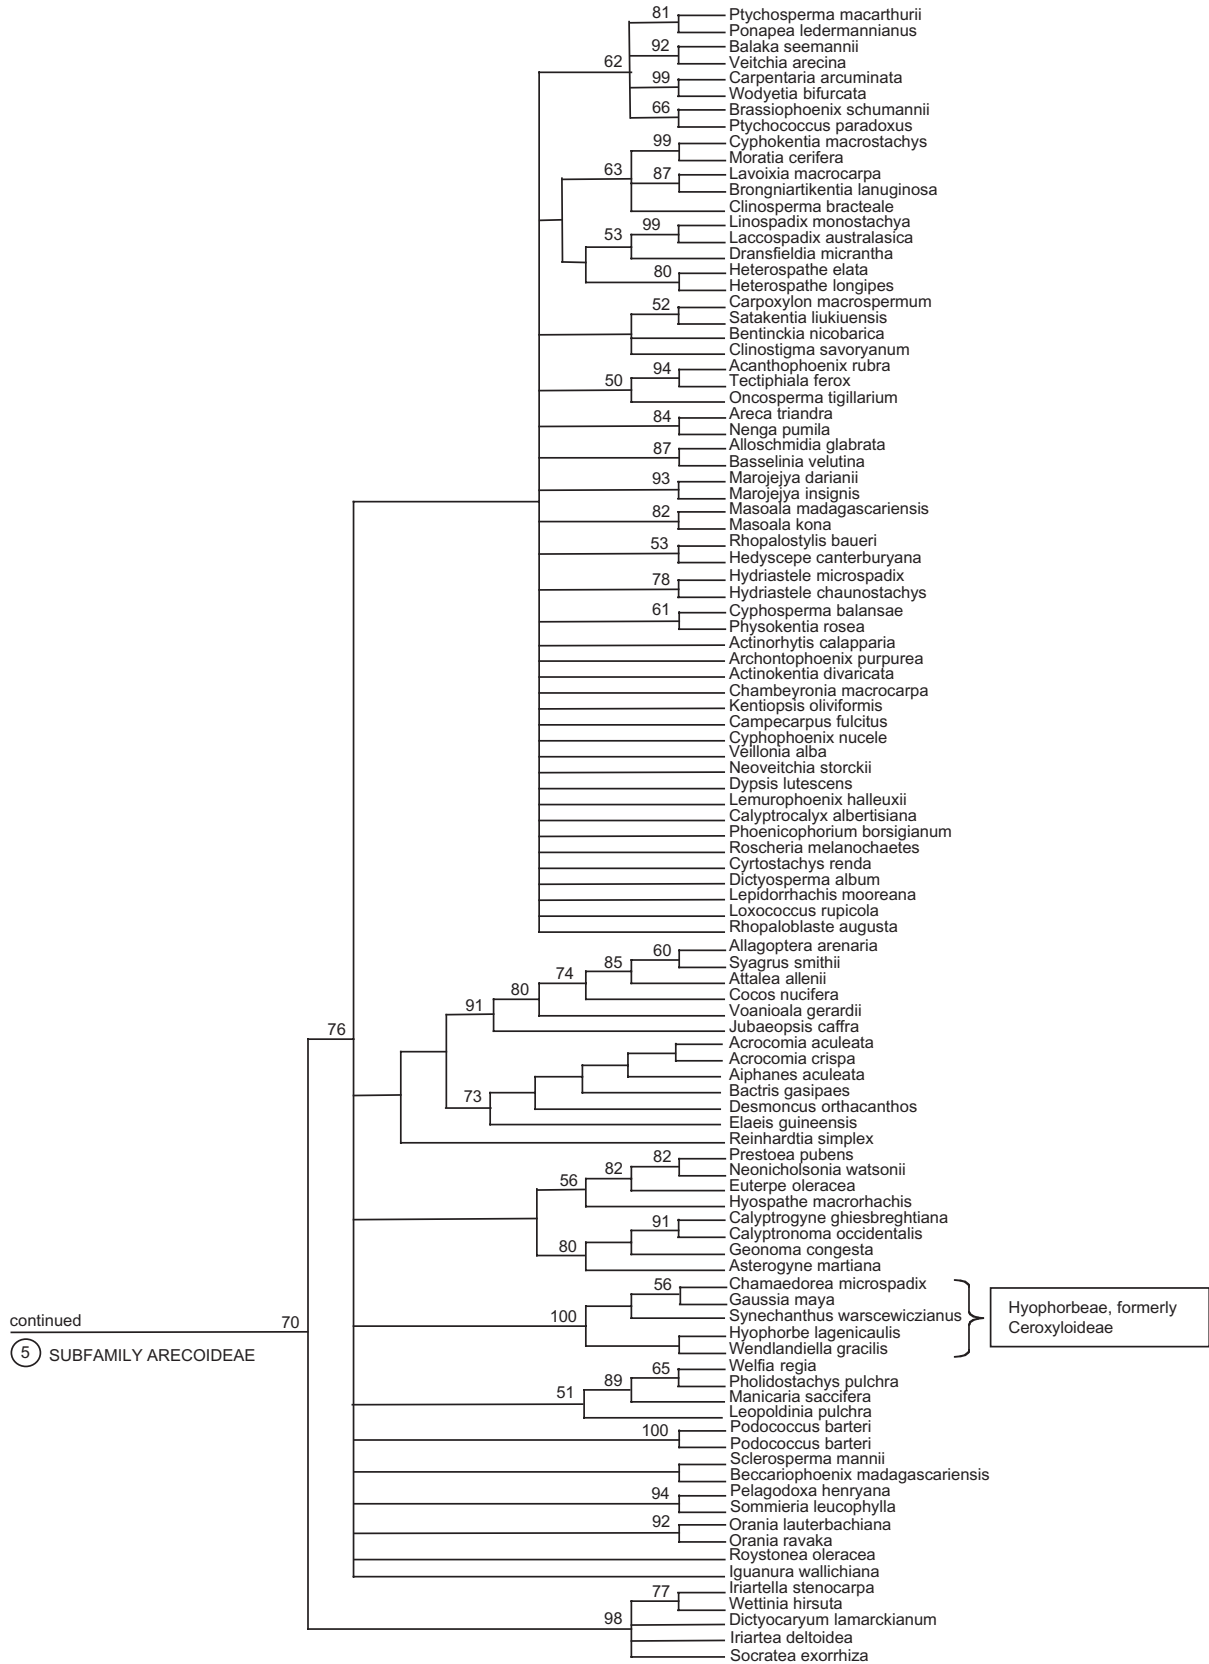 81
Ptychosperma macarthurii
Ponapea ledermannianus
92
Balaka seemannii
Veitchia arecina
62
99
Carpentaria arcuminata
Wodyetia bifurcata
66
Brassiophoenix schumannii
Ptychococcus paradoxus
99
Cyphokentia macrostachys
Moratia cerifera
63
87
Lavoixia macrocarpa
Brongniartikentia lanuginosa
Clinosperma bracteale
99
Linospadix monostachya
53
Laccospadix australasica
Dransfieldia micrantha
80
Heterospathe elata
Heterospathe longipes
52
Carpoxylon macrospermum
Satakentia liukiuensis
Bentinckia nicobarica
Clinostigma savoryanum
94
Acanthophoenix rubra
50
Tectiphiala ferox
Oncosperma tigillarium
84
Areca triandra
Nenga pumila
87
Alloschmidia glabrata
Basselinia velutina
93
Marojejya darianii
Marojejya insignis
82
Masoala madagascariensis
Masoala kona
53
Rhopalostylis baueri
Hedyscepe canterburyana
78
Hydriastele microspadix
Hydriastele chaunostachys
61
Cyphosperma balansae
Physokentia rosea
Actinorhytis calapparia
Archontophoenix purpurea
Actinokentia divaricata
Chambeyronia macrocarpa
Kentiopsis oliviformis
Campecarpus fulcitus
Cyphophoenix nucele
Veillonia alba
Neoveitchia storckii
Dypsis lutescens
Lemurophoenix halleuxii
Calyptrocalyx albertisiana
Phoenicophorium borsigianum
Roscheria melanochaetes
Cyrtostachys renda
Dictyosperma album
Lepidorrhachis mooreana
Loxococcus rupicola
Rhopaloblaste augusta
60
Allagoptera arenaria
85
Syagrus smithii
74
Attalea allenii
80
Cocos nucifera
91
Voanioala gerardii
Jubaeopsis caffra
76
Acrocomia aculeata
Acrocomia crispa
Aiphanes aculeata
73
Bactris gasipaes
Desmoncus orthacanthos
Elaeis guineensis
Reinhardtia simplex
82
Prestoea pubens
82
Neonicholsonia watsonii
56
Euterpe oleracea
Hyospathe macrorhachis
91
Calyptrogyne ghiesbreghtiana
Calyptronoma occidentalis
80
Geonoma congesta
Asterogyne martiana
56
Chamaedorea microspadix
Gaussia maya
100
Synechanthus warscewiczianus
Hyophorbe lagenicaulis
Wendlandiella gracilis
Hyophorbeae, formerly
Ceroxyloideae
continued
70
5 SUBFAMILY ARECOIDEAE
65
Welfia regia
89
Pholidostachys pulchra
51
Manicaria saccifera
Leopoldinia pulchra
100
Podococcus barteri
Podococcus barteri
Sclerosperma mannii
Beccariophoenix madagascariensis
94
Pelagodoxa henryana
Sommieria leucophylla
92
Orania lauterbachiana
Orania ravaka
Roystonea oleracea
Iguanura wallichiana
77
Iriartella stenocarpa
Wettinia hirsuta
98
Dictyocaryum lamarckianum
Iriartea deltoidea
Socratea exorrhiza